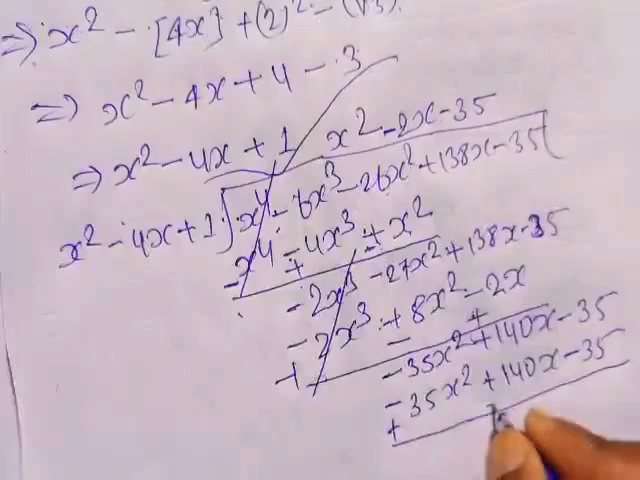 ⇒ x² - [4x] + (2)² - (√3)²
⇒ x² - 4x + 4 - 3
⇒ x² - 4x + 1
x² - 2x - 35
x² - 4x + 1 ) x⁴ - 6x³ - 26x² + 138x - 35 (
x⁴ - 4x³ + x²
- + -
- 2x³ - 27x² + 138x - 35
- 2x³ + 8x² - 2x
+ - +
- 35x² + 140x - 35
- 35x² + 140x - 35
+